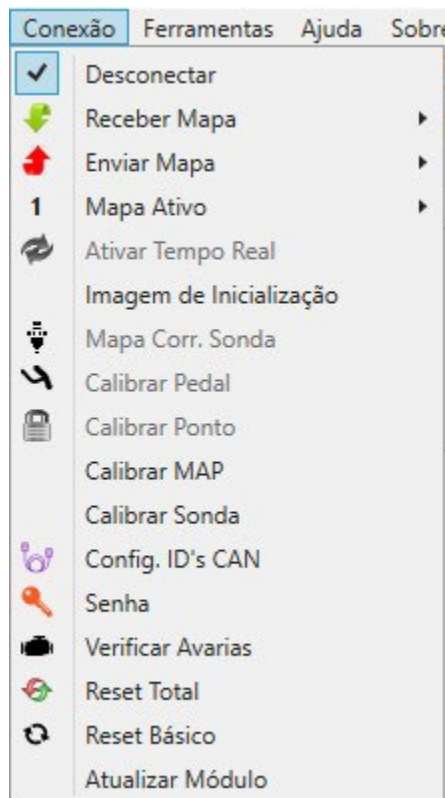 Conexão Ferramentas Ajuda Sobre
Desconectar
Receber Mapa
Enviar Mapa
1 Mapa Ativo
Ativar Tempo Real
Imagem de Inicialização
Mapa Corr. Sonda
Calibrar Pedal
Calibrar Ponto
Calibrar MAP
Calibrar Sonda
Config. ID's CAN
Senha
Verificar Avarias
Reset Total
Reset Básico
Atualizar Módulo